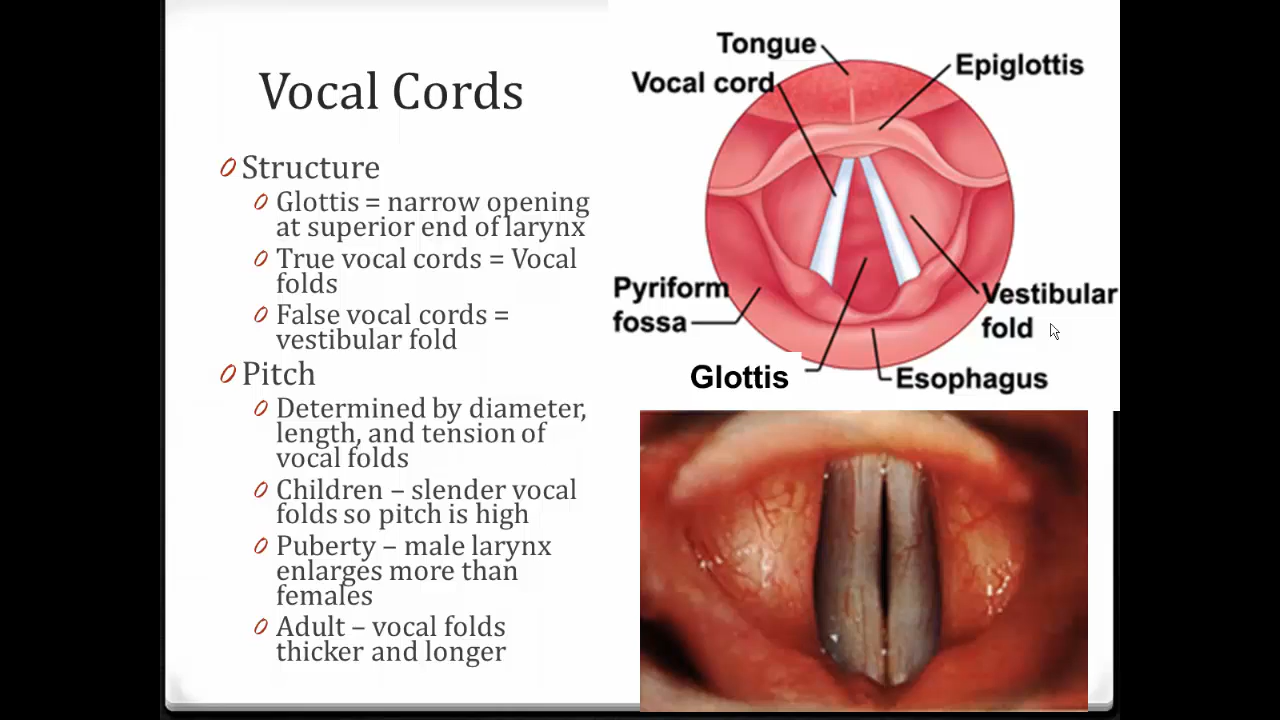 Vocal Cords
Structure
Glottis = narrow opening
at superior end of larynx
True vocal cords = Vocal
folds
False vocal cords =
vestibular fold
Pitch
Determined by diameter,
length, and tension of
vocal folds
Children – slender vocal
folds so pitch is high
Puberty – male larynx
enlarges more than
females
Adult – vocal folds
thicker and longer
Tongue
Vocal cord
Epiglottis
Pyriform
fossa
Vestibular
fold
Glottis
Esophagus